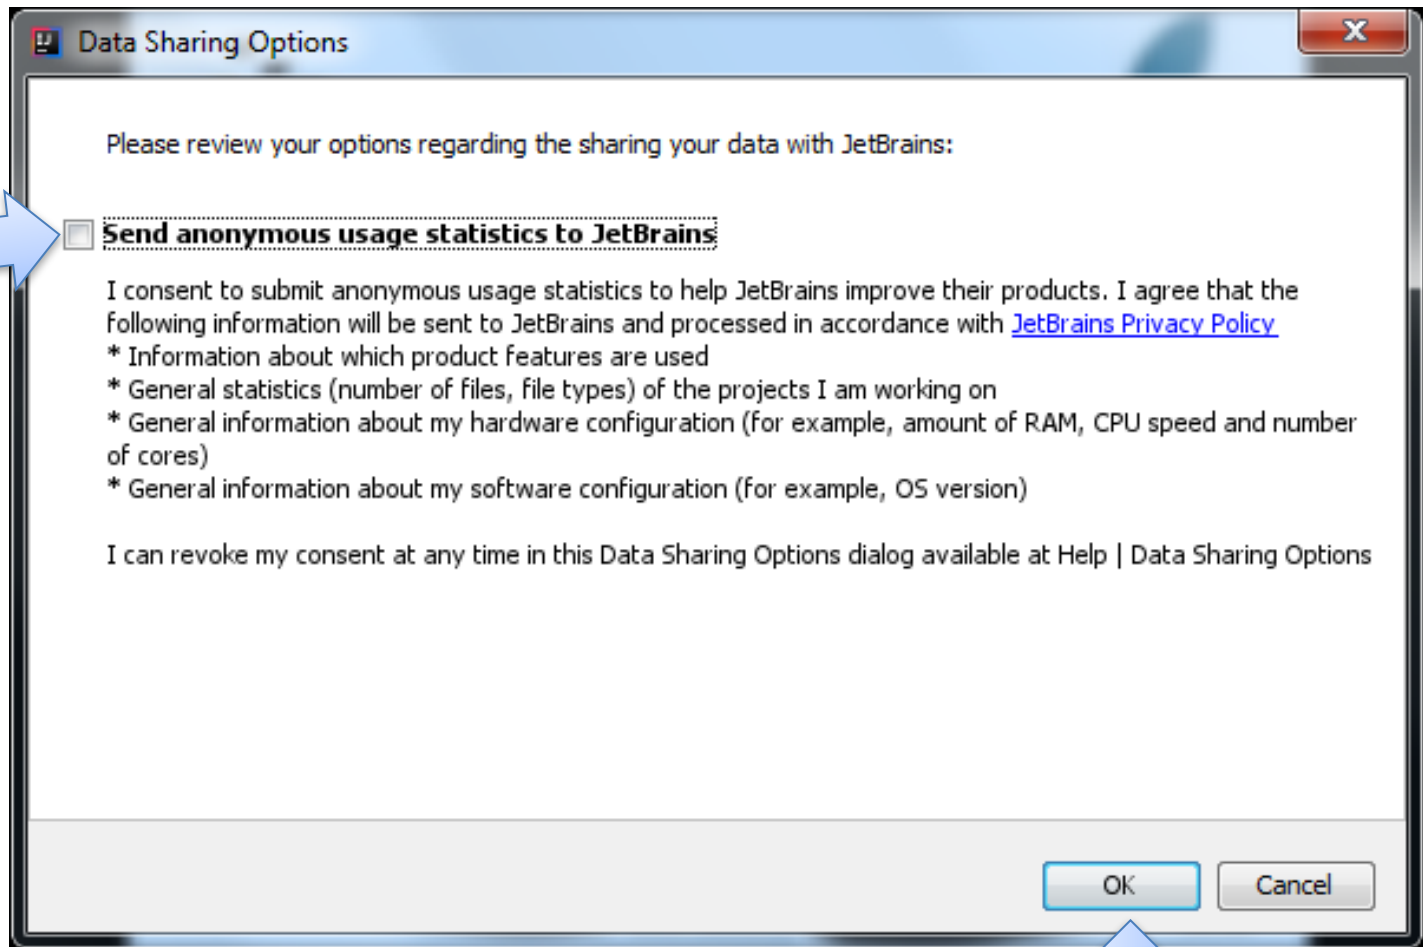 Data Sharing Options
Please review your options regarding the sharing your data with JetBrains:
Send anonymous usage statistics to JetBrains
I consent to submit anonymous usage statistics to help JetBrains improve their products. I agree that the
following information will be sent to JetBrains and processed in accordance with JetBrains Privacy Policy
* Information about which product features are used
* General statistics (number of files, file types) of the projects I am working on
* General information about my hardware configuration (for example, amount of RAM, CPU speed and number
of cores)
* General information about my software configuration (for example, OS version)
I can revoke my consent at any time in this Data Sharing Options dialog available at Help | Data Sharing Options
OK
Cancel